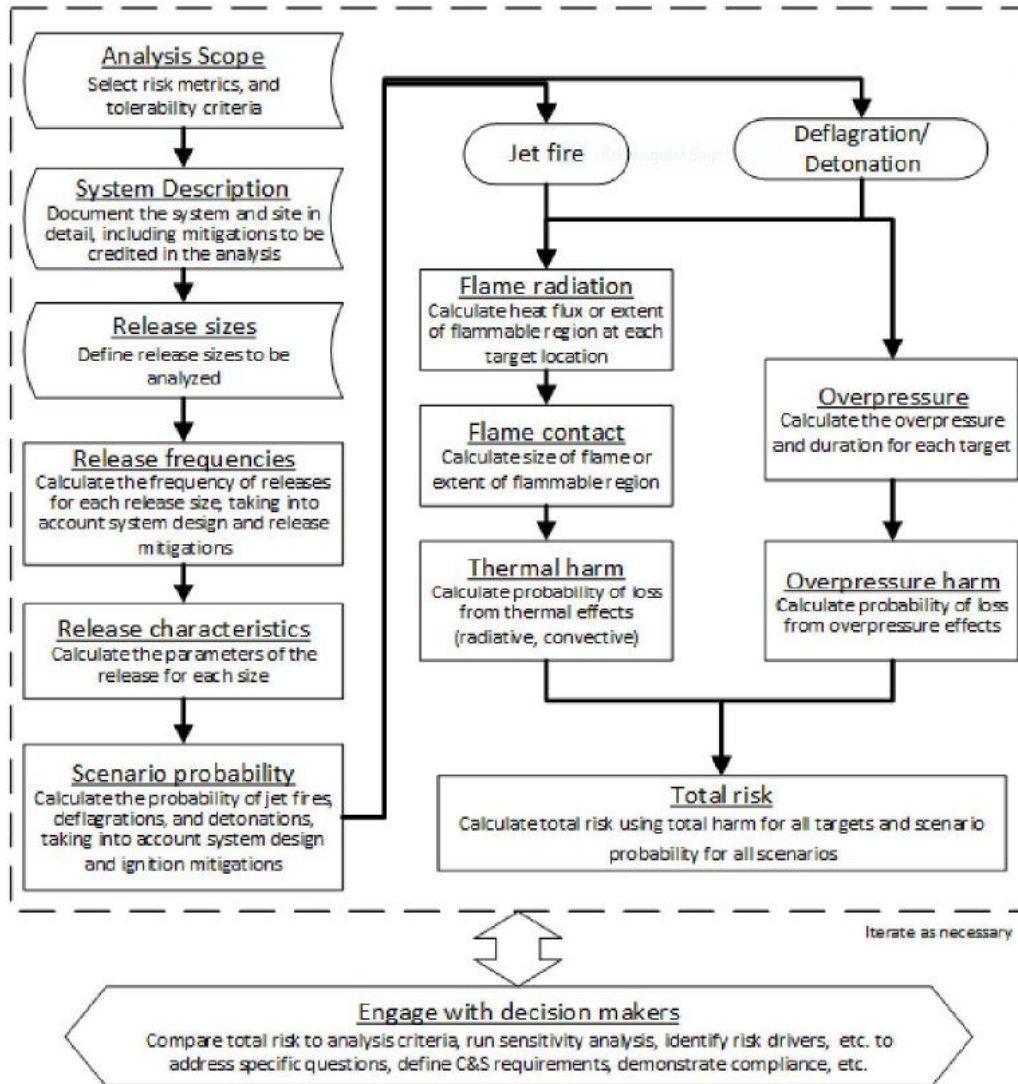 Analysis Scope
Select risk metrics, and
tolerability criteria
System Description
Document the system and site in
detail, including mitigations to be
credited in the analysis
Release sizes
Define release sizes to be
analyzed
Release frequencies
Calculate the frequency of releases
for each release size, taking into
account system design and release
mitigations
Release characteristics
Calculate the parameters of the
release for each size
Scenario probability
Calculate the probability of jet fires,
deflagrations, and detonations,
taking into account system design
and ignition mitigations
Jet fire
Deflagration/
Detonation
Flame radiation
Calculate heat flux or extent
of flammable region at each
target location
Flame contact
Calculate size of flame or
extent of flammable region
Thermal harm
Calculate probability of loss
from thermal effects
(radiative, convective)
Overpressure
Calculate the overpressure
and duration for each target
Overpressure harm
Calculate probability of loss
from overpressure effects
Total risk
Calculate total risk using total harm for all targets and scenario
probability for all scenarios
Iterate as necessary
Engage with decision makers
Compare total risk to analysis criteria, run sensitivity analysis, identify risk drivers, etc. to
address specific questions, define C&S requirements, demonstrate compliance, etc.